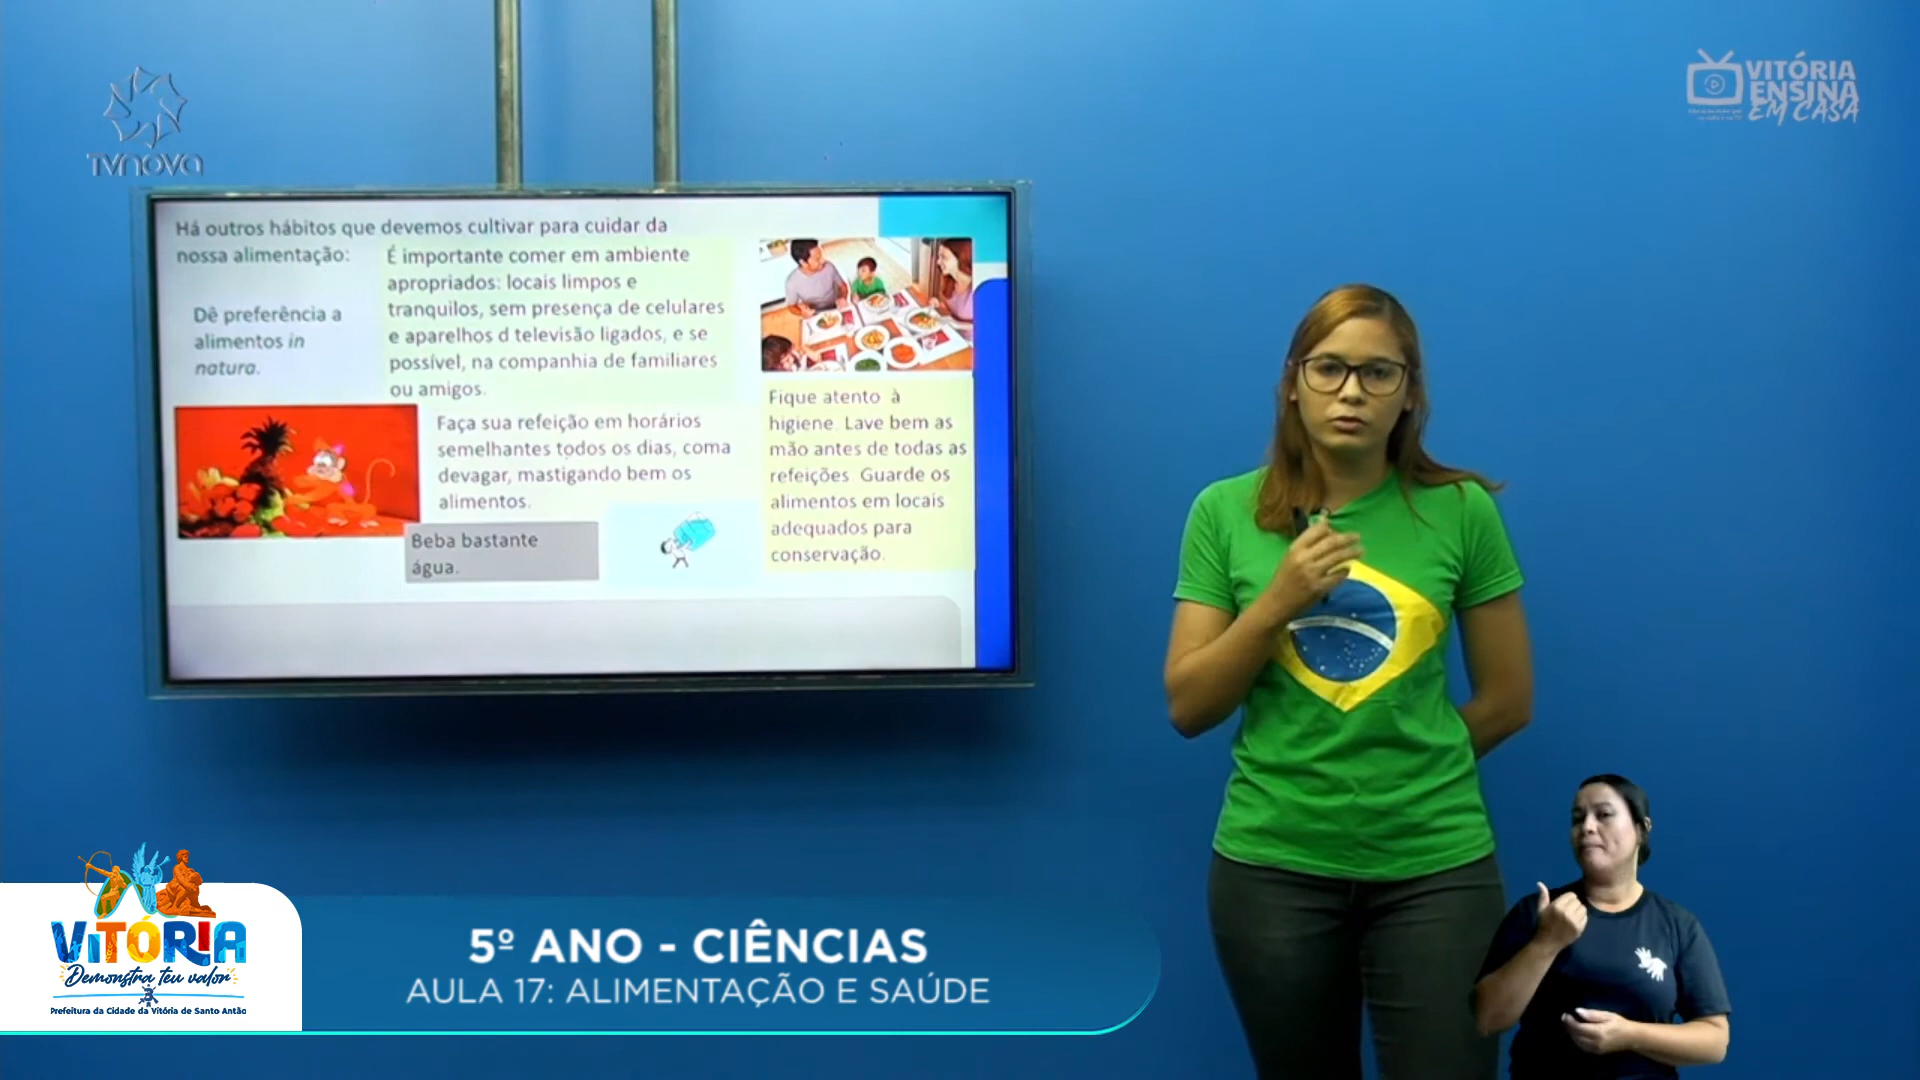 TVNOVA
VITÓRIA
ENSINA
EM CASA
Há outros hábitos que devemos cultivar para cuidar da
nossa alimentação:
Dê preferência a
alimentos in
natura.
É importante comer em ambiente
apropriados: locais limpos e
tranquilos, sem presença de celulares
e aparelhos d televisão ligados, e se
possível, na companhia de familiares
ou amigos.
Faça sua refeição em horários
semelhantes todos os dias, coma
devagar, mastigando bem os
alimentos.
Beba bastante
água.
Fique atento à
higiene. Lave bem as
mão antes de todas as
refeições. Guarde os
alimentos em locais
adequados para
conservação.
VITÓRIA
Demonstra teu valor
Prefeitura da Cidade da Vitória de Santo Antão
5º ANO - CIÊNCIAS
AULA 17: ALIMENTAÇÃO E SAÚDE